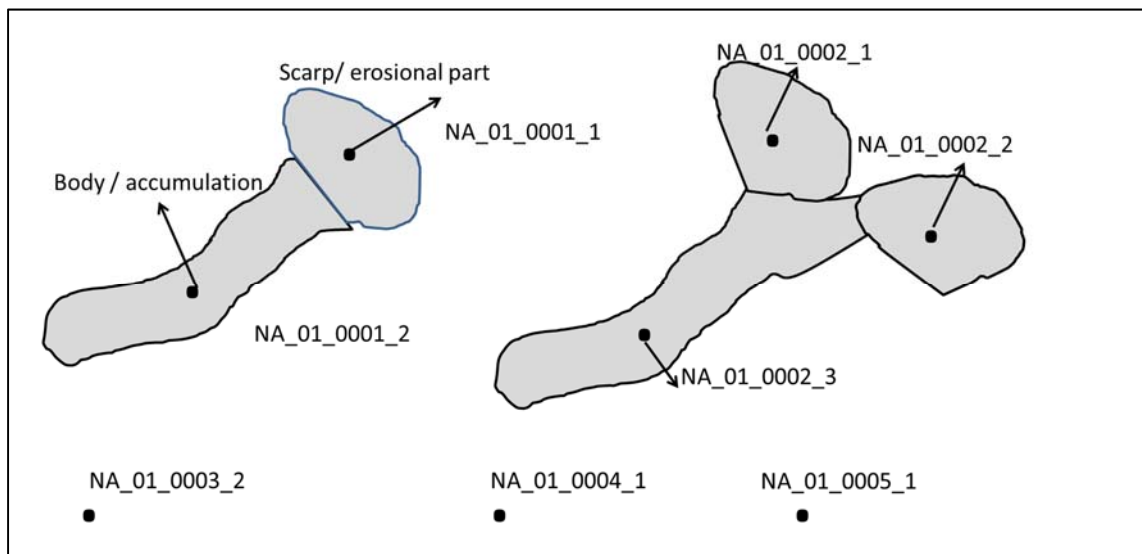 NA_01_0002_1
Scarp/ erosional part
NA_01_0001_1
NA_01_0002_2
Body / accumulation
NA_01_0001_2
NA_01_0002_3
NA_01_0003_2
NA_01_0004_1
NA_01_0005_1